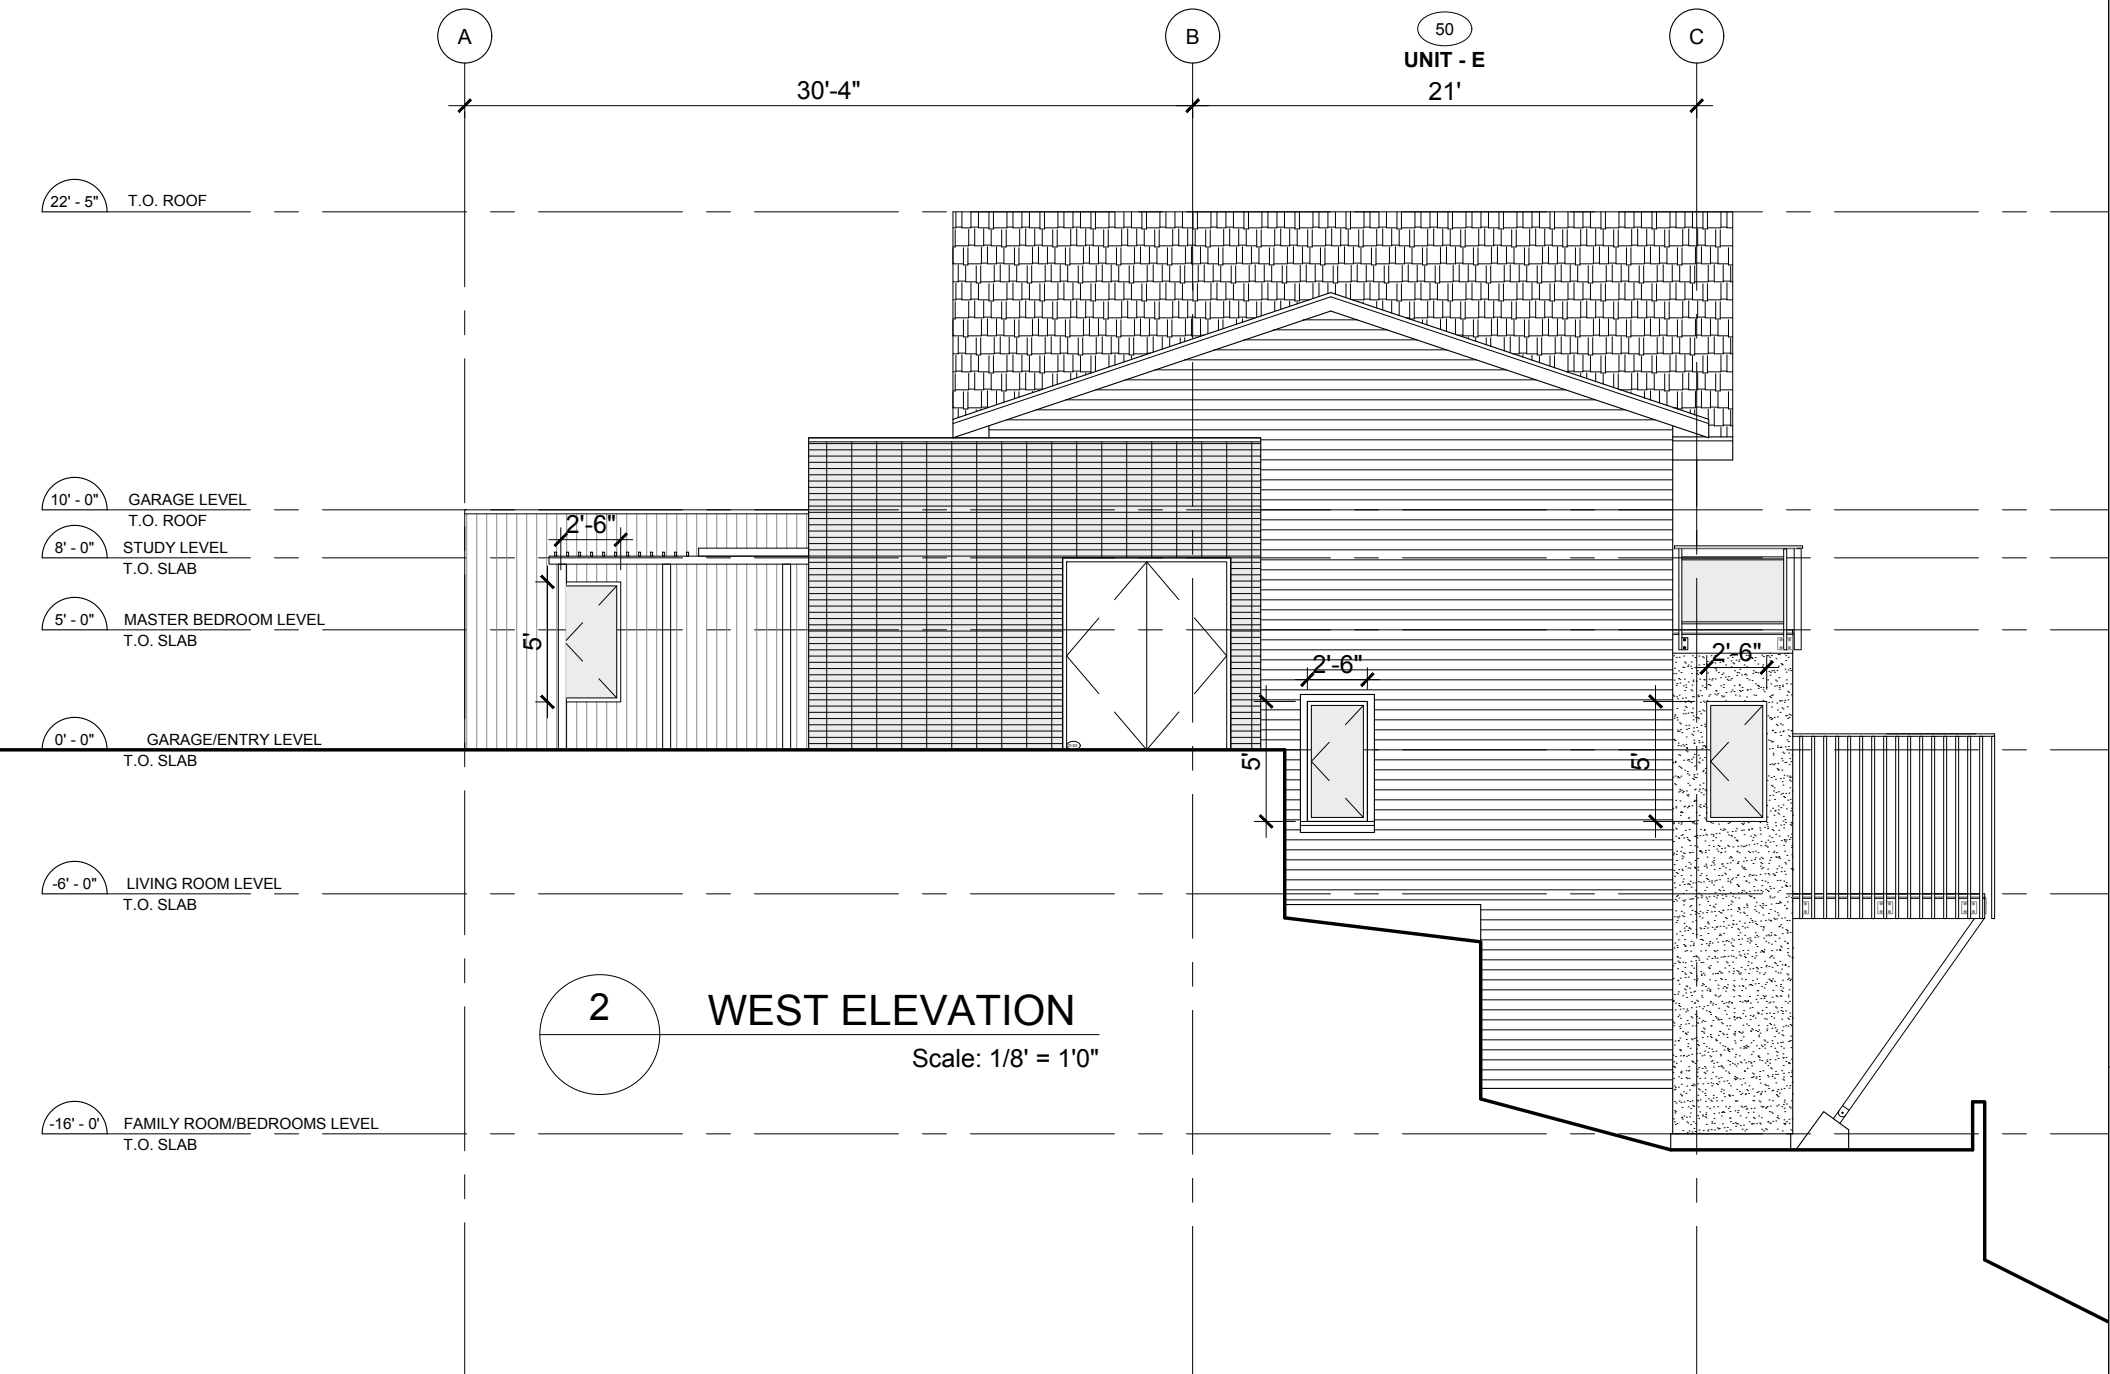 A
B
50
C
UNIT - E
30'-4"
21'
22' - 5" T.O. ROOF
10' - 0" GARAGE LEVEL
T.O. ROOF
2'-6"
8' - 0" STUDY LEVEL
T.O. SLAB
5' - 0" MASTER BEDROOM LEVEL
T.O. SLAB
5'
2'-6"
2'-6"
0' - 0" GARAGE/ENTRY LEVEL
T.O. SLAB
5'
5'
-6' - 0" LIVING ROOM LEVEL
T.O. SLAB
2 WEST ELEVATION
Scale: 1/8' = 1'0"
-16' - 0' FAMILY ROOM/BEDROOMS LEVEL
T.O. SLAB